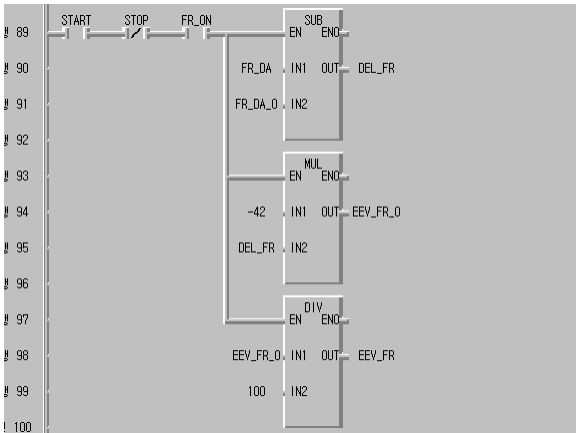 START STOP FR_ON SUB
89 EN ENO
90 FR_DA IN1 OUT DEL_FR
91 FR_DA_O IN2
92
MUL
93 EN ENO
94 -42 IN1 OUT EEV_FR_O
95 DEL_FR IN2
96
DIV
97 EN ENO
98 EEV_FR_O IN1 OUT EEV_FR
99 100 IN2
100